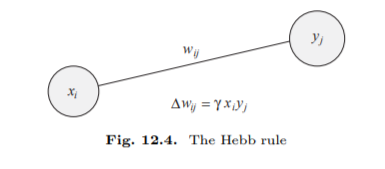 y_j
w_ij
x_i
Δw_ij = γ x_i y_j
Fig. 12.4. The Hebb rule